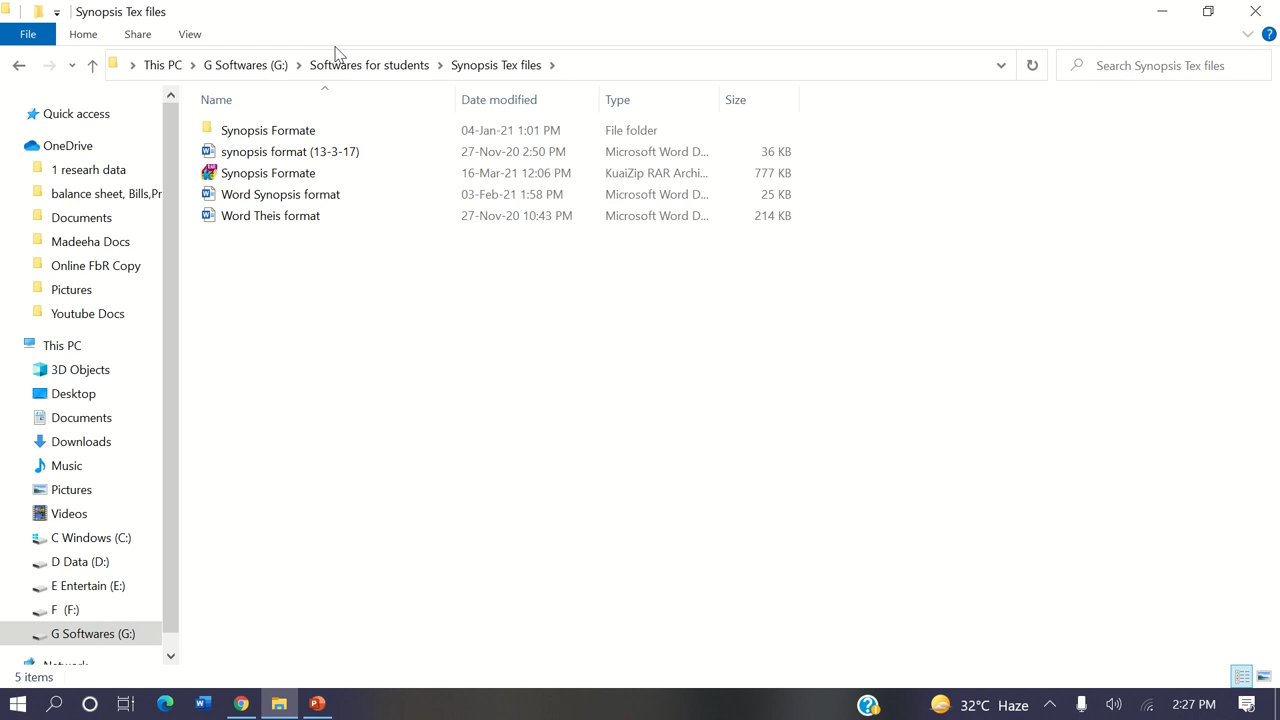 Synopsis Tex files
File Home Share View
This PC G Softwares (G:) Softwares for students Synopsis Tex files
Search Synopsis Tex files
Name Date modified Type Size
Synopsis Formate 04-Jan-21 1:01 PM File folder
synopsis format (13-3-17) 27-Nov-20 2:50 PM Microsoft Word D... 36 KB
Synopsis Formate 16-Mar-21 12:06 PM KuaiZip RAR Archi... 777 KB
Word Synopsis format 03-Feb-21 1:58 PM Microsoft Word D... 25 KB
Word Theis format 27-Nov-20 10:43 PM Microsoft Word D... 214 KB
Quick access
OneDrive
1 researh data
balance sheet, Bills,Pr
Documents
Madeeha Docs
Online FbR Copy
Pictures
Youtube Docs
This PC
3D Objects
Desktop
Documents
Downloads
Music
Pictures
Videos
C Windows (C:)
D Data (D:)
E Entertain (E:)
F (F:)
G Softwares (G:)
Network
5 items
32°C Haze 2:27 PM